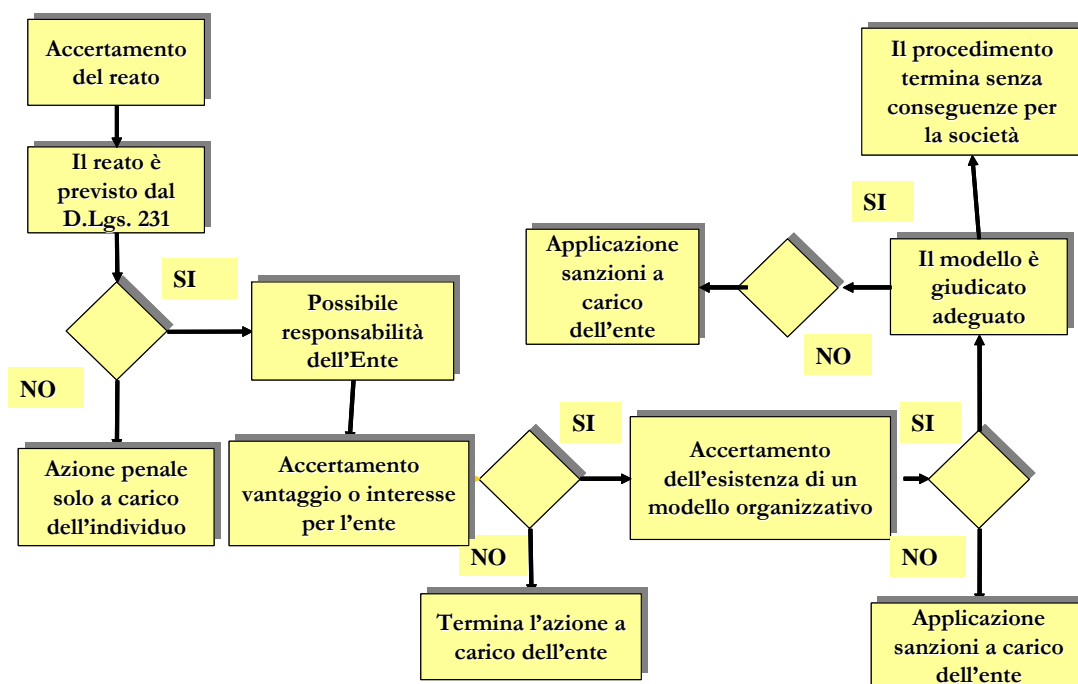 Accertamento
del reato
Il reato è
previsto dal
D.Lgs. 231
SI
NO
Azione penale
solo a carico
dell'individuo
Possibile
responsabilità
dell'Ente
Accertamento
vantaggio o interesse
per l'ente
SI
NO
Termina l'azione a
carico dell'ente
Accertamento
dell'esistenza di un
modello organizzativo
SI
NO
Applicazione
sanzioni a carico
dell'ente
Il modello è
giudicato
adeguato
SI
NO
Il procedimento
termina senza
conseguenze per
la società
Applicazione
sanzioni a
carico
dell'ente